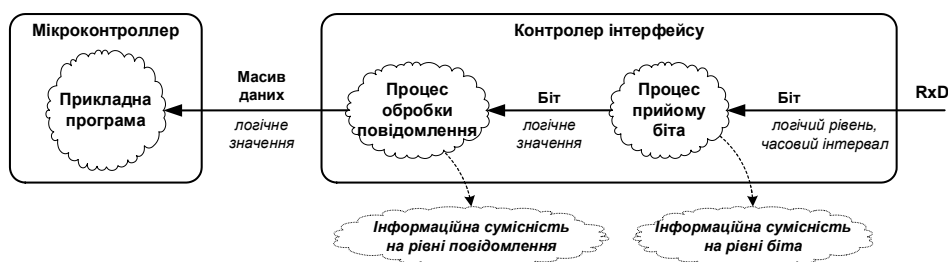 Мікроконтроллер
Контролер інтерфейсу
Прикладна
програма
Масив
даних
логічне
значення
Процес
обробки
повідомлення
Біт
логічне
значення
Процес
прийому
біта
Біт
логічий рівень,
часовий інтервал
RxD
Інформаційна сумісність
на рівні повідомлення
Інформаційна сумісність
на рівні біта